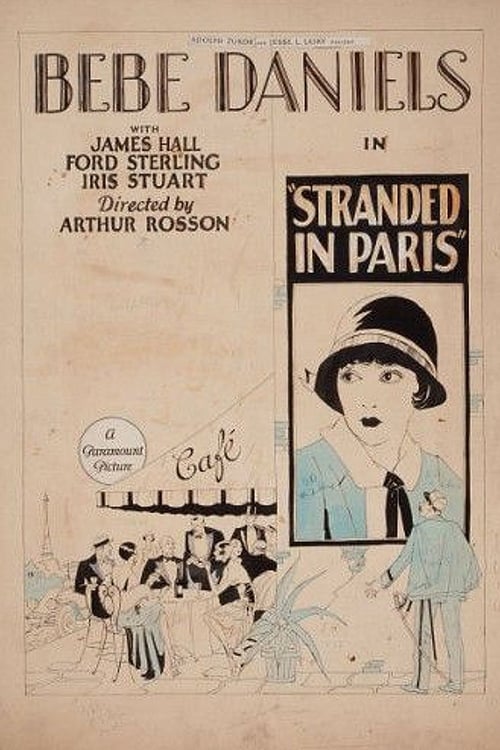 ADOLPH ZUKOR AND JESSE L. LASKY PRESENT
BEBE DANIELS
WITH
JAMES HALL
FORD STERLING
IRIS STUART
Directed by
ARTHUR ROSSON
IN
"STRANDED
IN PARIS"
a
Paramount
Picture
Café